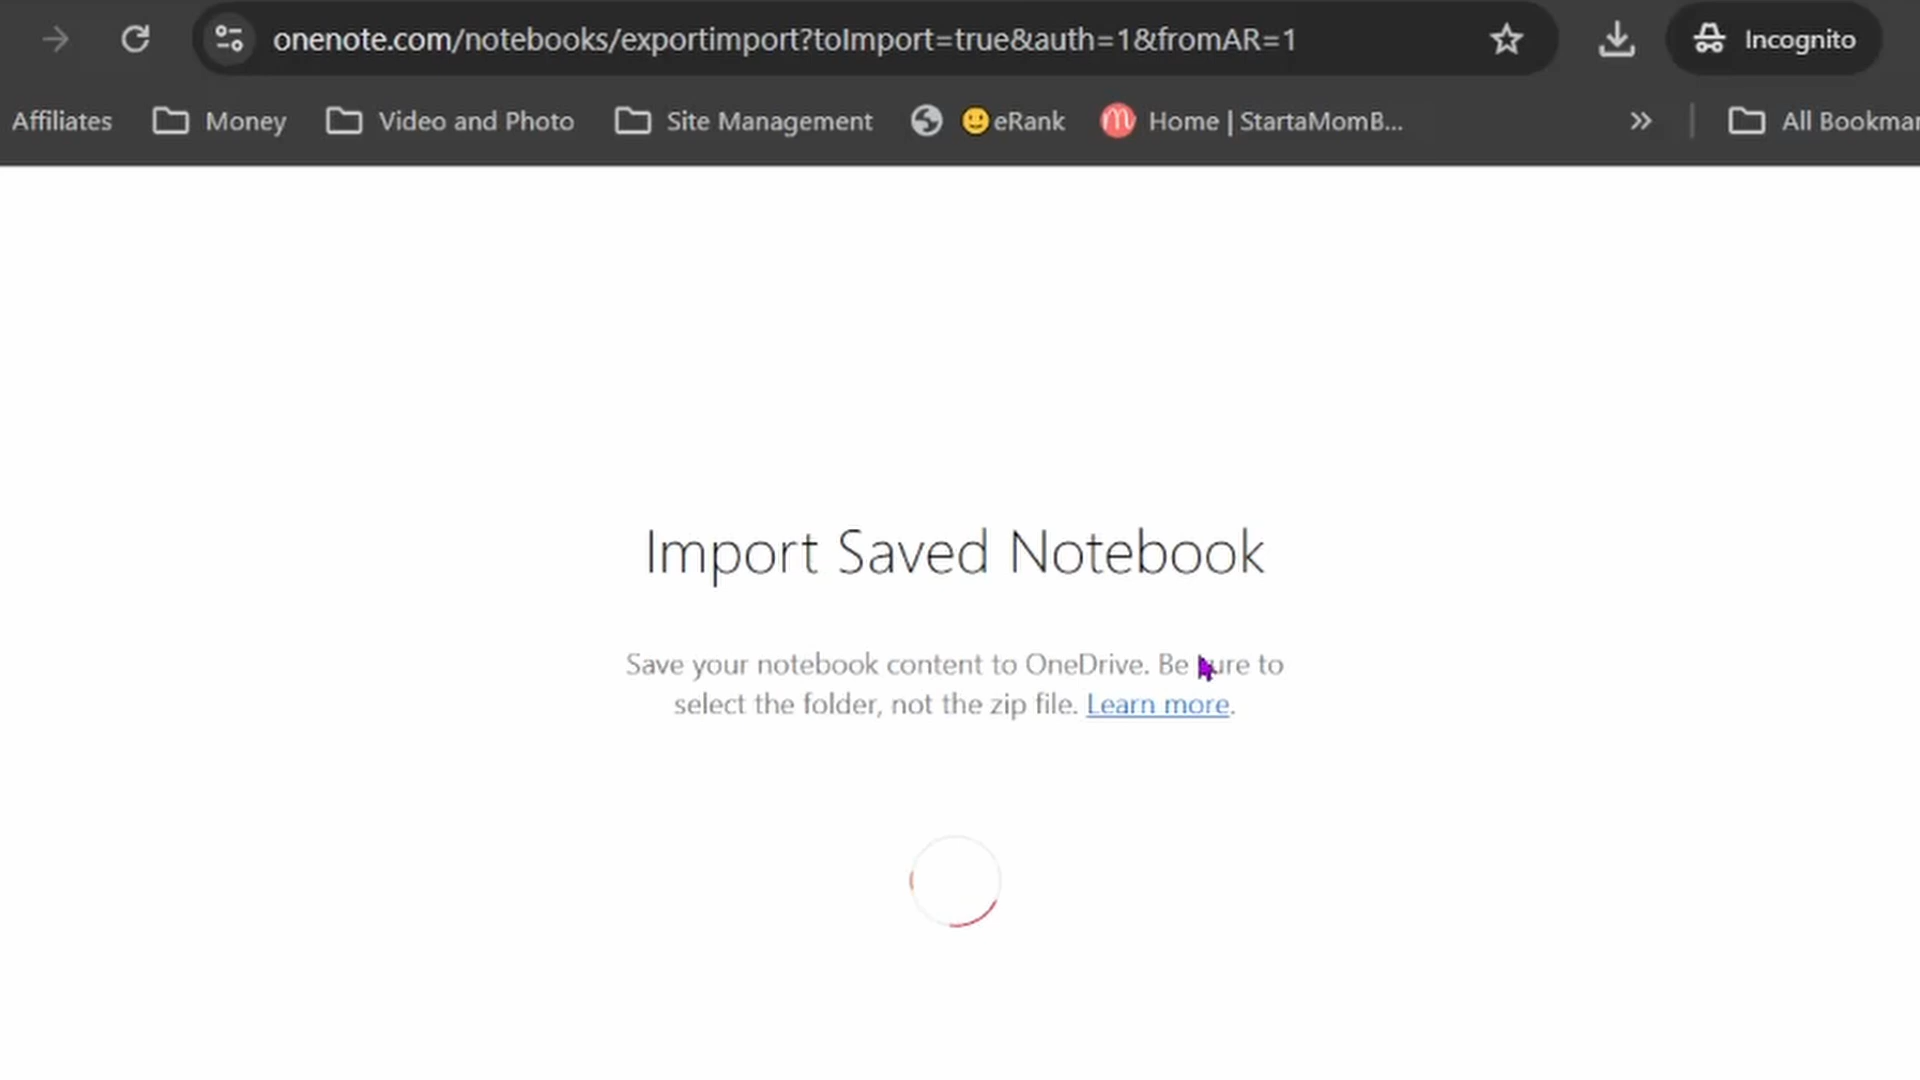 onenote.com/notebooks/exportimport?toImport=true&auth=1&fromAR=1
Incognito
Affiliates Money Video and Photo Site Management eRank Home | StartaMomB... » All Bookmar
Import Saved Notebook
Save your notebook content to OneDrive. Be sure to
select the folder, not the zip file. Learn more.